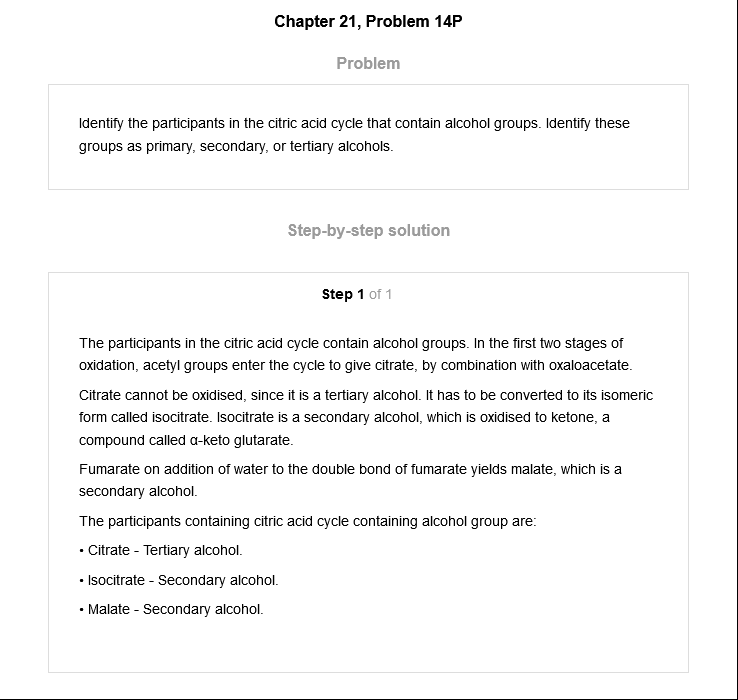 Chapter 21, Problem 14P
Problem
Identify the participants in the citric acid cycle that contain alcohol groups. Identify these
groups as primary, secondary, or tertiary alcohols.
Step-by-step solution
Step 1 of 1
The participants in the citric acid cycle contain alcohol groups. In the first two stages of
oxidation, acetyl groups enter the cycle to give citrate, by combination with oxaloacetate.
Citrate cannot be oxidised, since it is a tertiary alcohol. It has to be converted to its isomeric
form called isocitrate. Isocitrate is a secondary alcohol, which is oxidised to ketone, a
compound called α-keto glutarate.
Fumarate on addition of water to the double bond of fumarate yields malate, which is a
secondary alcohol.
The participants containing citric acid cycle containing alcohol group are:
• Citrate - Tertiary alcohol.
• Isocitrate - Secondary alcohol.
• Malate - Secondary alcohol.